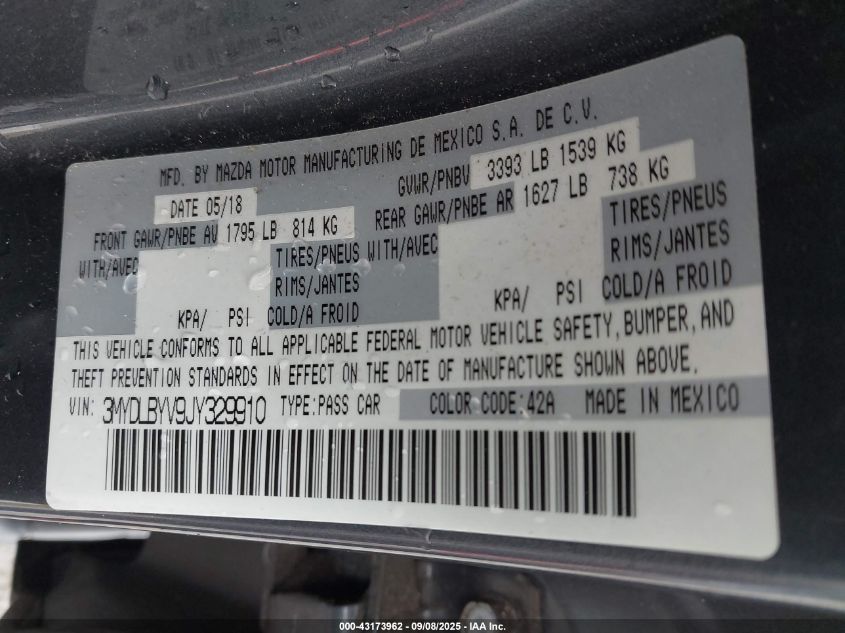 MFD. BY MAZDA MOTOR MANUFACTURING DE MEXICO S.A. DE C.V.
DATE 05/18 GVWR/PNBV 3393 LB 1539 KG
FRONT GAWR/PNBE AV 1795 LB 814 KG REAR GAWR/PNBE AR 1627 LB 738 KG
WITH/AVEC TIRES/PNEUS WITH/AVEC TIRES/PNEUS
RIMS/JANTES RIMS/JANTES
KPA/ PSI COLD/A FROID KPA/ PSI COLD/A FROID
THIS VEHICLE CONFORMS TO ALL APPLICABLE FEDERAL MOTOR VEHICLE SAFETY, BUMPER, AND
THEFT PREVENTION STANDARDS IN EFFECT ON THE DATE OF MANUFACTURE SHOWN ABOVE.
VIN: 3MYDLBYV9JY329910 TYPE:PASS CAR COLOR CODE:42A MADE IN MEXICO
000-43173962 - 09/08/2025 - IAA Inc.